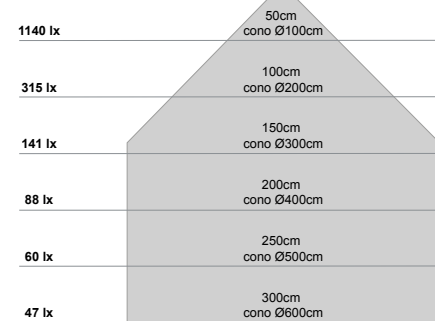 50cm
1140 lx cono Ø100cm
100cm
315 lx cono Ø200cm
150cm
141 lx cono Ø300cm
200cm
88 lx cono Ø400cm
250cm
60 lx cono Ø500cm
300cm
47 lx cono Ø600cm